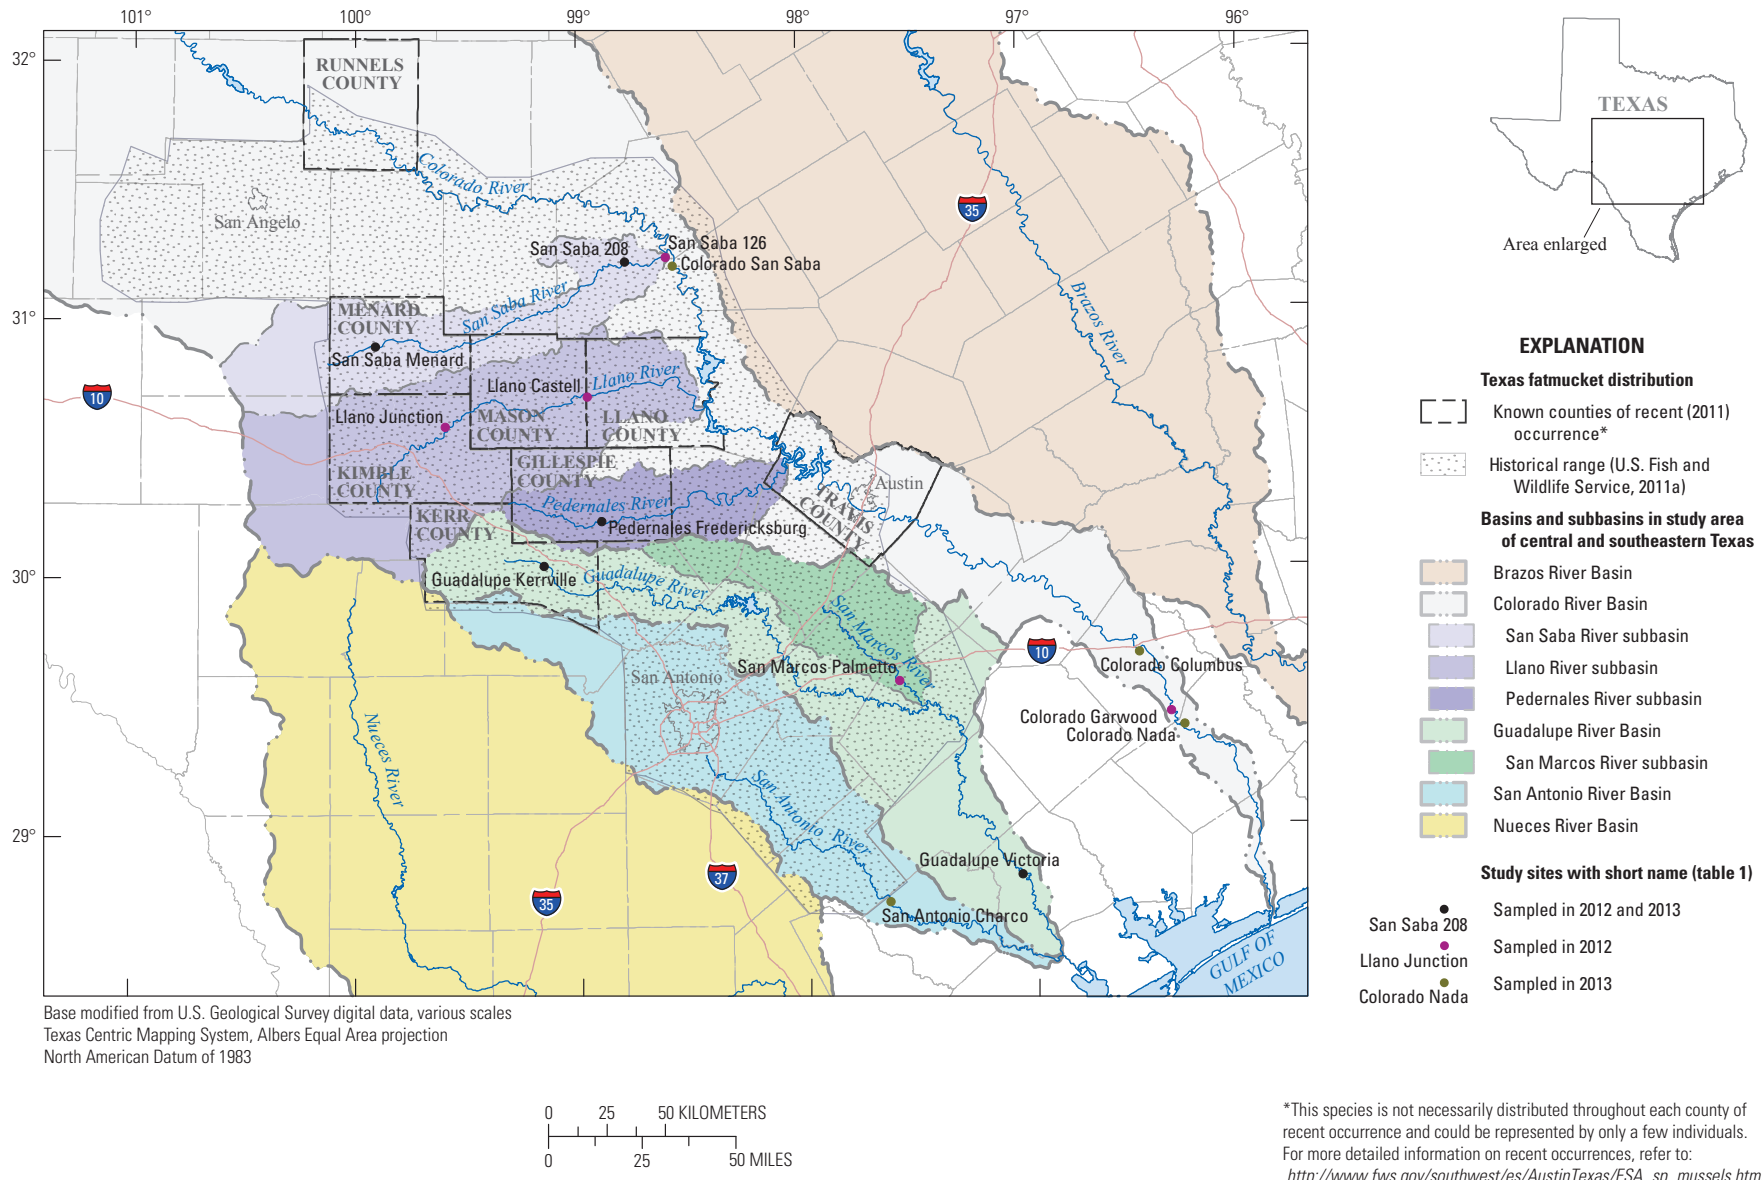 101°
100°
99°
98°
97°
96°
32°
31°
30°
29°
RUNNELS
COUNTY
Colorado River
San Angelo
35
San Saba 208
San Saba 126
Colorado San Saba
Brazos River
MENARD
COUNTY
San Saba River
San Saba Menard
10
Llano Castell
Llano River
Llano Junction
MASON
COUNTY
LLANO
COUNTY
KIMBLE
COUNTY
GILLESPIE
COUNTY
Austin
TRAVIS
COUNTY
Pedernales River
Pedernales Fredericksburg
KERR
COUNTY
Guadalupe Kerrville
Guadalupe River
San Marcos River
San Marcos Palmetto
San Antonio
10
Colorado Columbus
Colorado Garwood
Colorado Nada
Nueces River
San Antonio River
Guadalupe Victoria
37
35
San Antonio Charco
GULF OF
MEXICO
TEXAS
Area enlarged
EXPLANATION
Texas fatmucket distribution
Known counties of recent (2011)
occurrence*
Historical range (U.S. Fish and
Wildlife Service, 2011a)
Basins and subbasins in study area
of central and southeastern Texas
Brazos River Basin
Colorado River Basin
San Saba River subbasin
Llano River subbasin
Pedernales River subbasin
Guadalupe River Basin
San Marcos River subbasin
San Antonio River Basin
Nueces River Basin
Study sites with short name (table 1)
San Saba 208
Sampled in 2012 and 2013
Llano Junction
Sampled in 2012
Colorado Nada
Sampled in 2013
Base modified from U.S. Geological Survey digital data, various scales
Texas Centric Mapping System, Albers Equal Area projection
North American Datum of 1983
0 25 50 KILOMETERS
0 25 50 MILES
*This species is not necessarily distributed throughout each county of
recent occurrence and could be represented by only a few individuals.
For more detailed information on recent occurrences, refer to:
http://www.fws.gov/southwest/es/AustinTexas/ESA_sp_mussels.htm